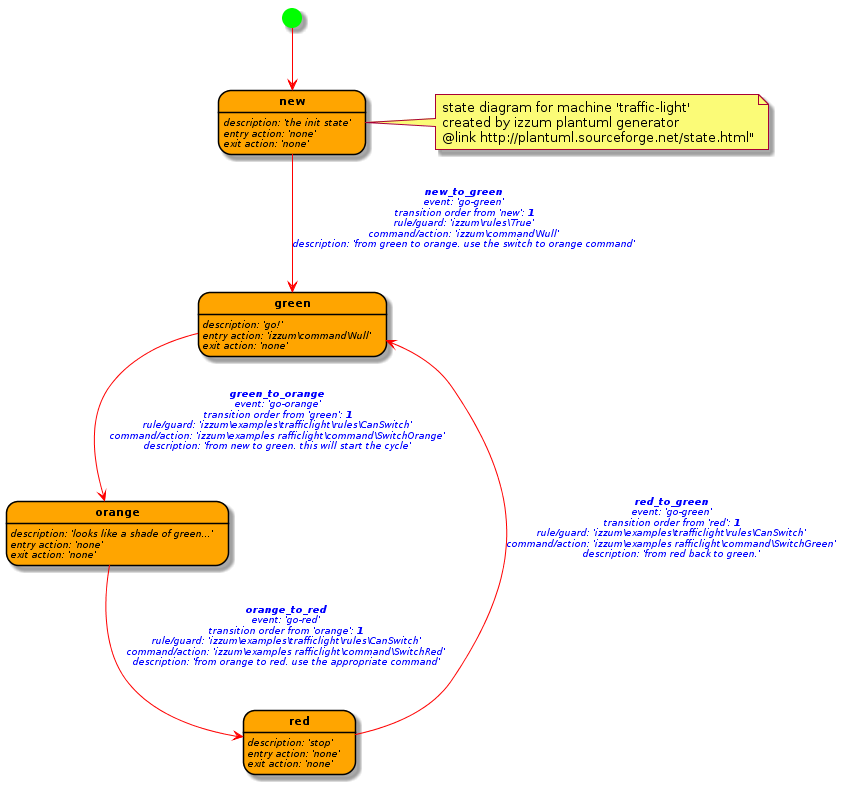 new
description: 'the init state'
entry action: 'none'
exit action: 'none'
state diagram for machine 'traffic-light'
created by izzum plantuml generator
@link http://plantuml.sourceforge.net/state.html"
new_to_green
event: 'go-green'
transition order from 'new': 1
rule/guard: 'izzum\rules\True'
command/action: 'izzum\command\Null'
description: 'from green to orange. use the switch to orange command'
green
description: 'go!'
entry action: 'izzum\command\Null'
exit action: 'none'
green_to_orange
event: 'go-orange'
transition order from 'green': 1
rule/guard: 'izzum\examples\trafficlight\rules\CanSwitch'
command/action: 'izzum\examples rafficlight\command\SwitchOrange'
description: 'from new to green. this will start the cycle'
orange
description: 'looks like a shade of green...'
entry action: 'none'
exit action: 'none'
red_to_green
event: 'go-green'
transition order from 'red': 1
rule/guard: 'izzum\examples\trafficlight\rules\CanSwitch'
command/action: 'izzum\examples rafficlight\command\SwitchGreen'
description: 'from red back to green.'
orange_to_red
event: 'go-red'
transition order from 'orange': 1
rule/guard: 'izzum\examples\trafficlight\rules\CanSwitch'
command/action: 'izzum\examples rafficlight\command\SwitchRed'
description: 'from orange to red. use the appropriate command'
red
description: 'stop'
entry action: 'none'
exit action: 'none'